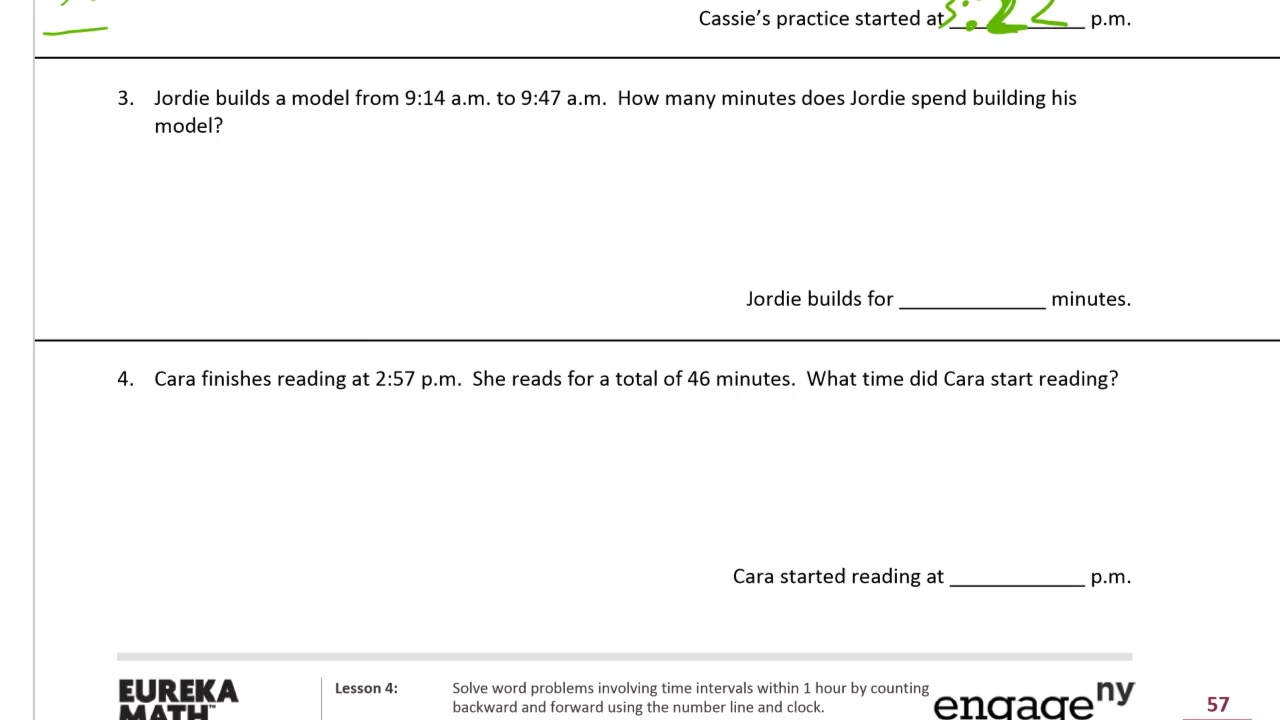 Cassie's practice started at 5:22 p.m.
3. Jordie builds a model from 9:14 a.m. to 9:47 a.m. How many minutes does Jordie spend building his
model?
Jordie builds for ____________ minutes.
4. Cara finishes reading at 2:57 p.m. She reads for a total of 46 minutes. What time did Cara start reading?
Cara started reading at ___________ p.m.
EUREKA
MATH™
Lesson 4:
Solve word problems involving time intervals within 1 hour by counting
backward and forward using the number line and clock.
engageny
57